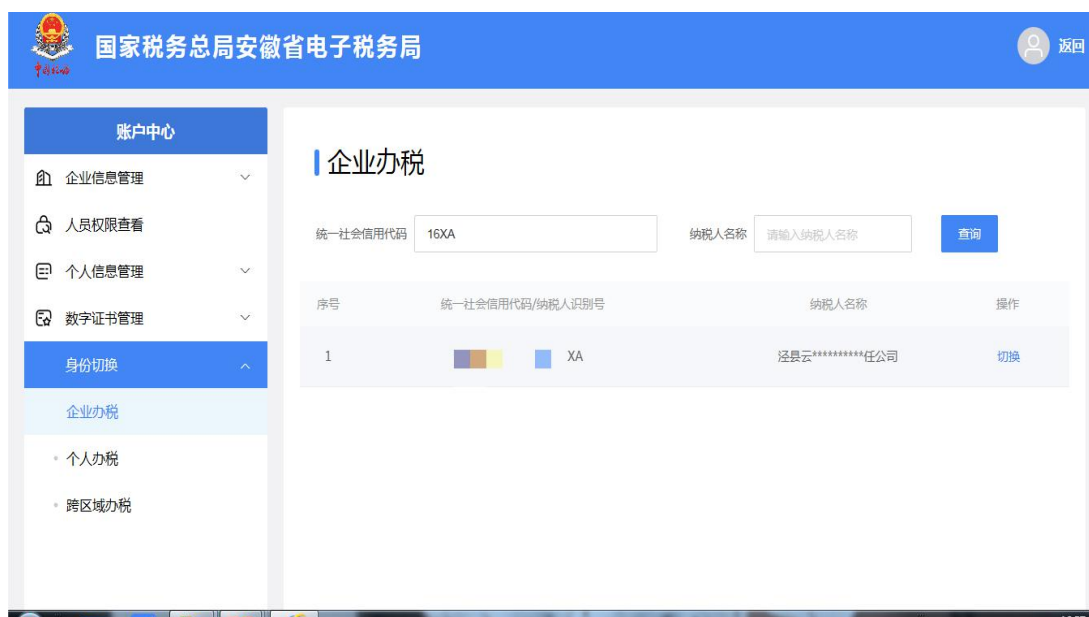 国家税务总局安徽省电子税务局
返回
中国税务
账户中心
企业信息管理
人员权限查看
个人信息管理
数字证书管理
身份切换
企业办税
个人办税
跨区域办税
企业办税
统一社会信用代码 16XA 纳税人名称 请输入纳税人名称 查询
序号 统一社会信用代码/纳税人识别号 纳税人名称 操作
1 XA 泾县云**********任公司 切换